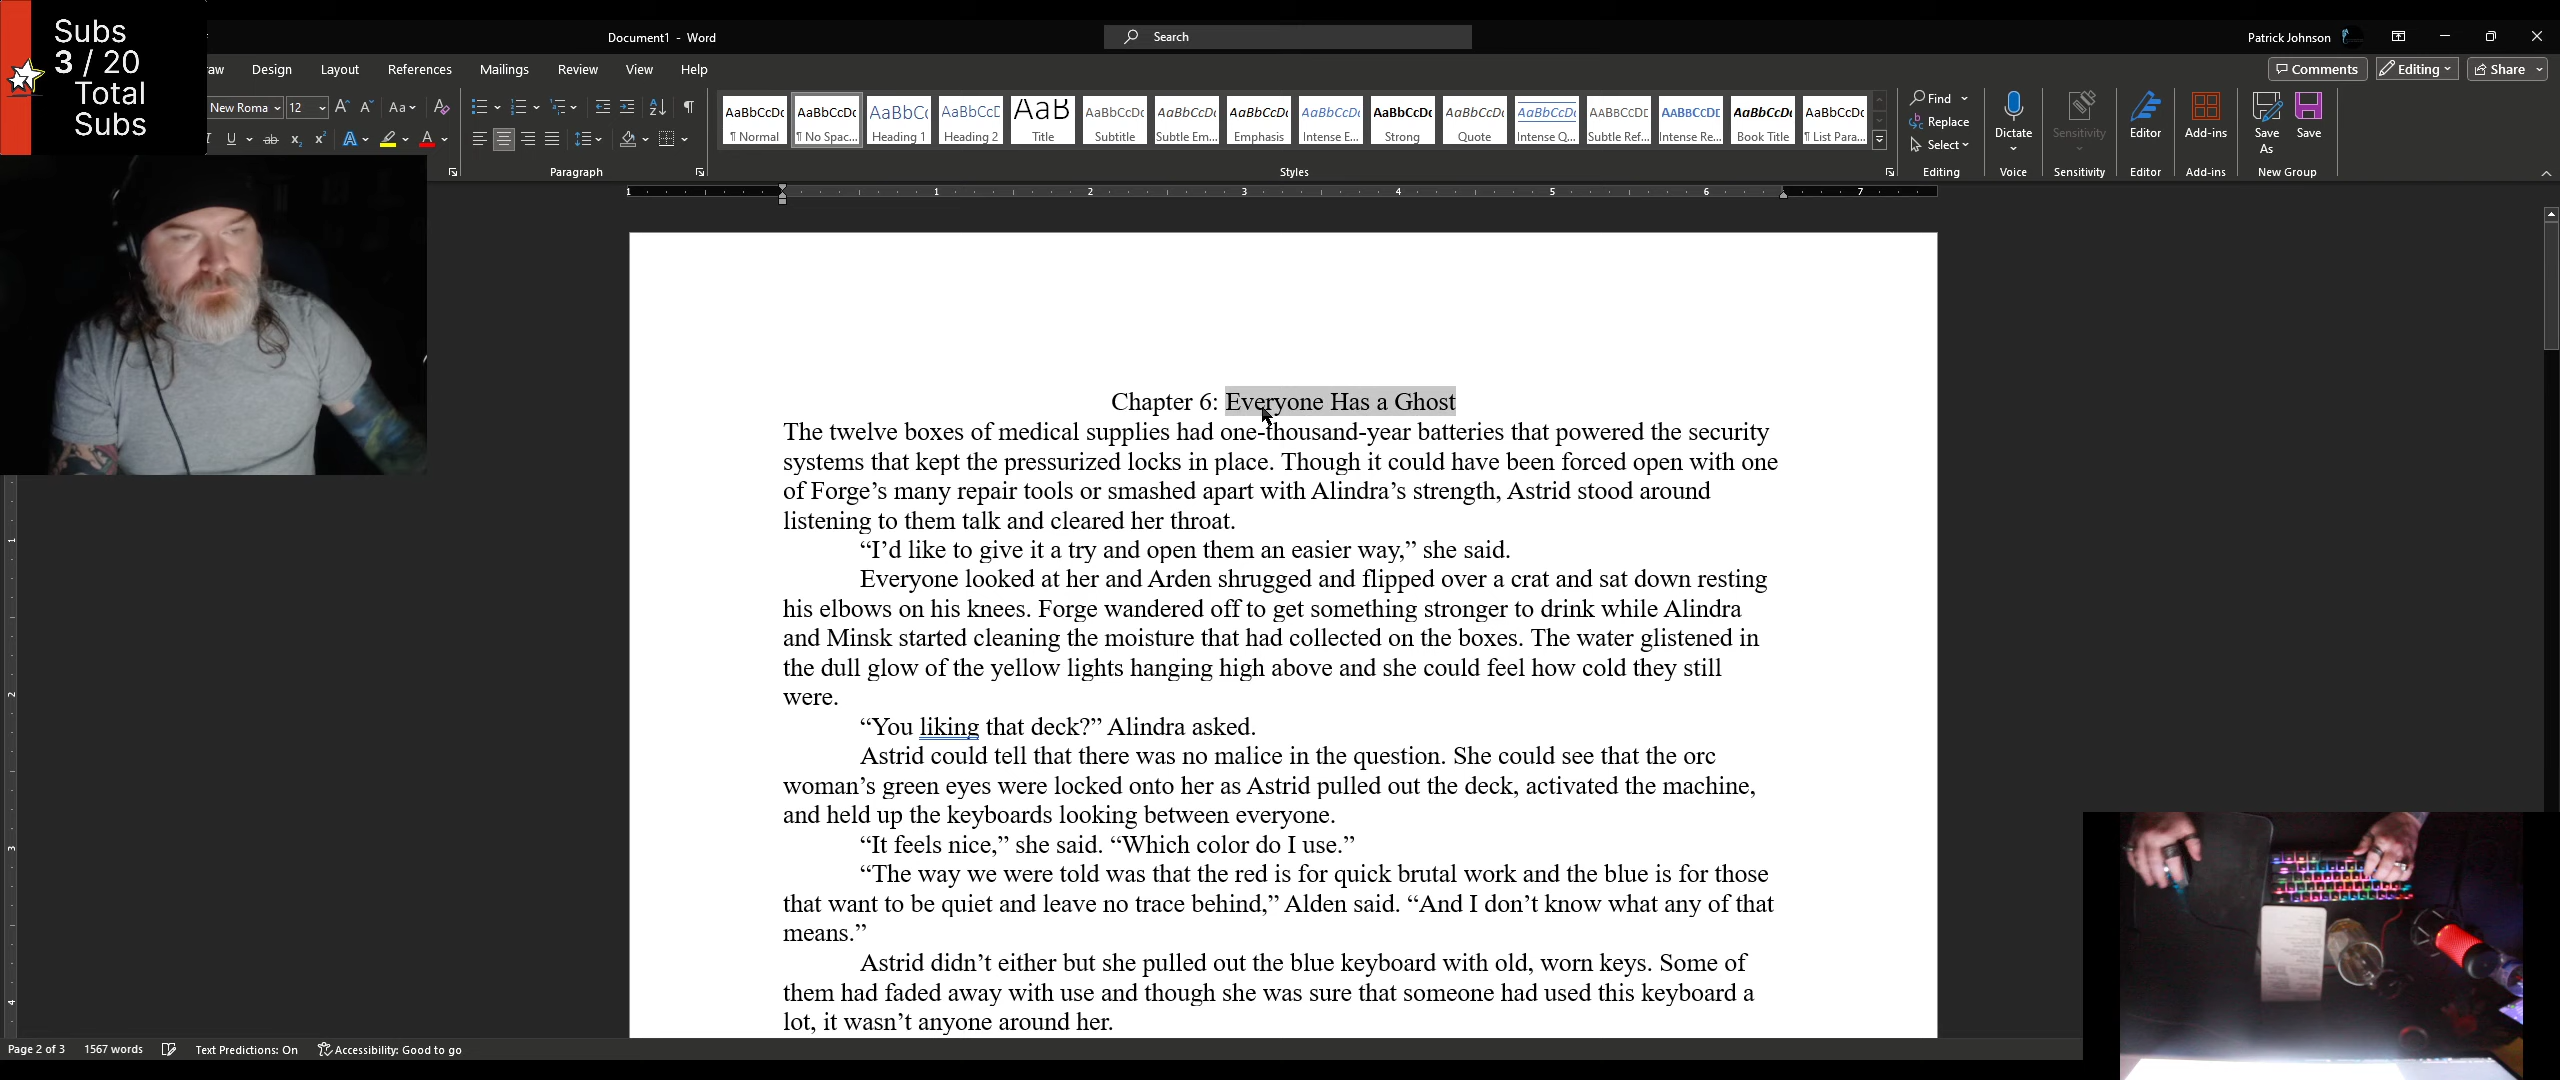 Subs
3 / 20
Total
Subs
Document1 - Word
Search
Patrick Johnson
aw Design Layout References Mailings Review View Help
Comments Editing Share
New Roma 12 Aa
AaBbCcDc AaBbCcDc AaBbC( AaBbCcE AaB AaBbCcDc AaBbCcDc AaBbCcDc AaBbCcDc AaBbCcDc AaBbCcDc AaBbCcDc AABBCCDE AABBCCDE AaBbCcDc AaBbCcDc
¶ Normal ¶ No Spac... Heading 1 Heading 2 Title Subtitle Subtle Em... Emphasis Intense E... Strong Quote Intense Q... Subtle Ref... Intense Re... Book Title ¶ List Para...
Find
Replace
Select
Dictate
Sensitivity
Editor
Add-ins
Save As
Save
Paragraph Styles Editing Voice Sensitivity Editor Add-ins New Group
1 1 2 3 4 5 6 7
1
2
3
4
Chapter 6: Everyone Has a Ghost
The twelve boxes of medical supplies had one-thousand-year batteries that powered the security
systems that kept the pressurized locks in place. Though it could have been forced open with one
of Forge’s many repair tools or smashed apart with Alindra’s strength, Astrid stood around
listening to them talk and cleared her throat.
“I’d like to give it a try and open them an easier way,” she said.
Everyone looked at her and Arden shrugged and flipped over a crat and sat down resting
his elbows on his knees. Forge wandered off to get something stronger to drink while Alindra
and Minsk started cleaning the moisture that had collected on the boxes. The water glistened in
the dull glow of the yellow lights hanging high above and she could feel how cold they still
were.
“You liking that deck?” Alindra asked.
Astrid could tell that there was no malice in the question. She could see that the orc
woman’s green eyes were locked onto her as Astrid pulled out the deck, activated the machine,
and held up the keyboards looking between everyone.
“It feels nice,” she said. “Which color do I use.”
“The way we were told was that the red is for quick brutal work and the blue is for those
that want to be quiet and leave no trace behind,” Alden said. “And I don’t know what any of that
means.”
Astrid didn’t either but she pulled out the blue keyboard with old, worn keys. Some of
them had faded away with use and though she was sure that someone had used this keyboard a
lot, it wasn’t anyone around her.
Page 2 of 3 1567 words Text Predictions: On Accessibility: Good to go